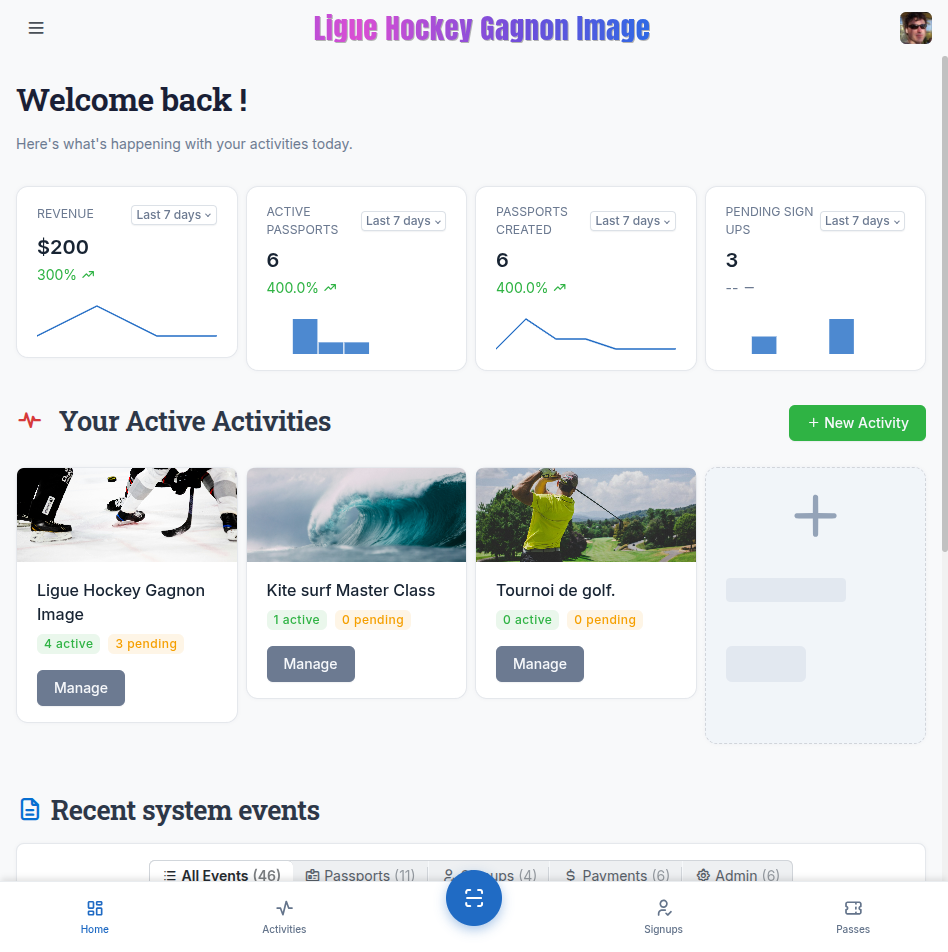 Ligue Hockey Gagnon Image
Welcome back !
Here's what's happening with your activities today.
REVENUE
Last 7 days
$200
300%
ACTIVE
PASSPORTS
Last 7 days
6
400.0%
PASSPORTS
CREATED
Last 7 days
6
400.0%
PENDING SIGN
UPS
Last 7 days
3
-- –
Your Active Activities
+ New Activity
Ligue Hockey Gagnon
Image
4 active 3 pending
Manage
Kite surf Master Class
1 active 0 pending
Manage
Tournoi de golf.
0 active 0 pending
Manage
Recent system events
All Events (46) Passports (11) ups (4) Payments (6) Admin (6)
Home Activities Signups Passes